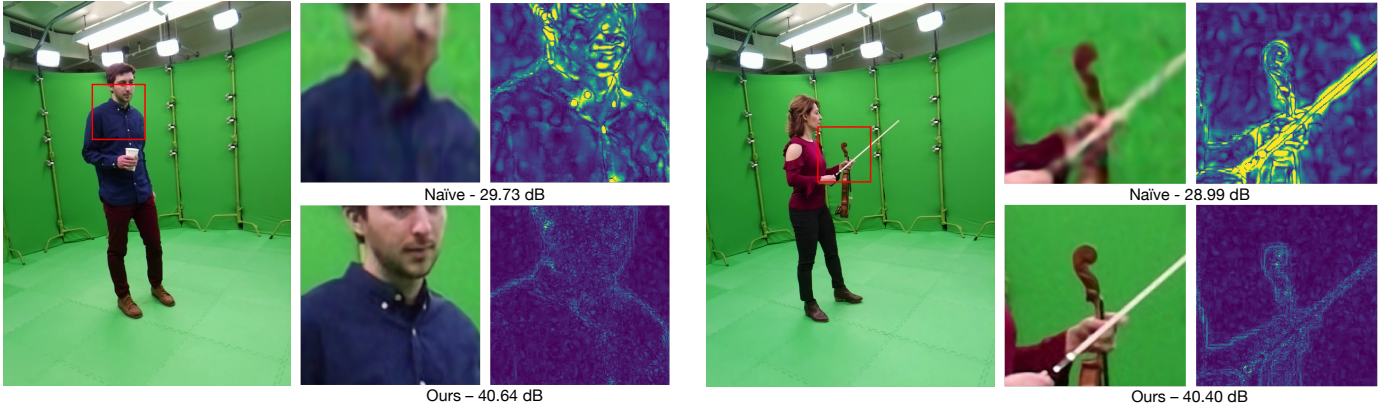 Naïve - 29.73 dB
Naïve - 28.99 dB
Ours – 40.64 dB
Ours – 40.40 dB